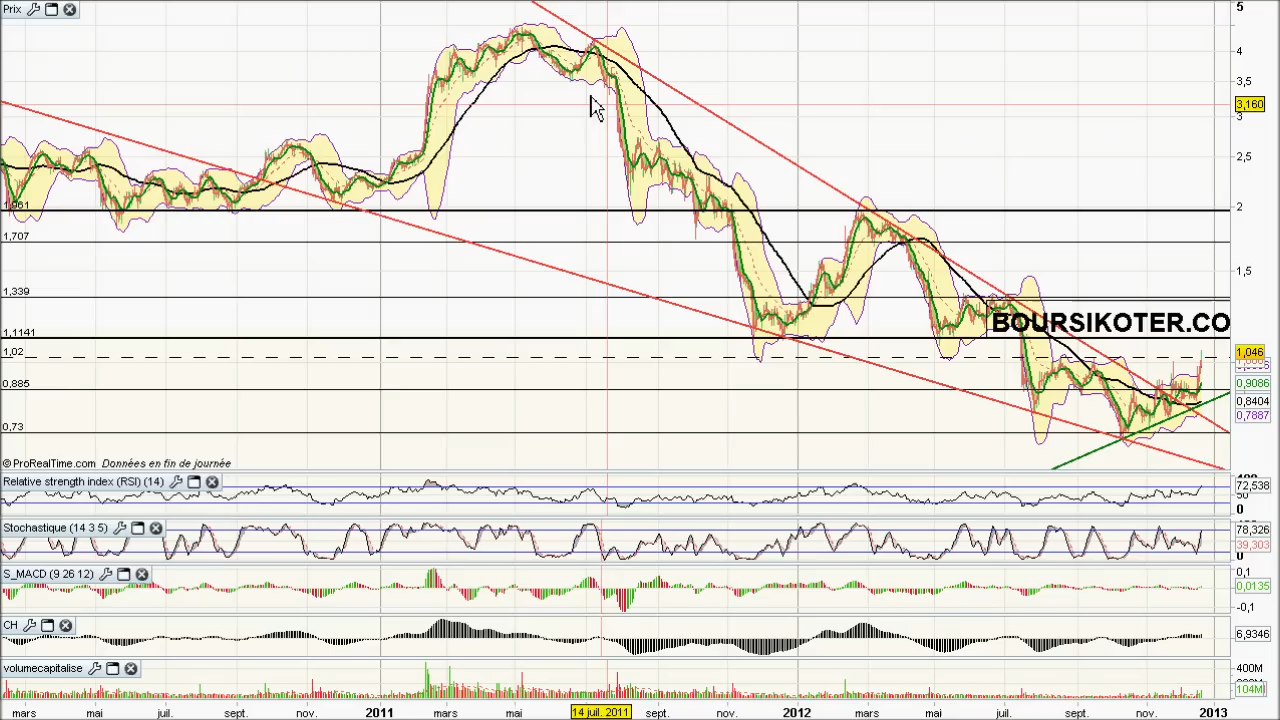 Prix
5
4
3,5
3,160
3
2,5
1,961
2
1,707
1,5
1,339
BOURSIKOTER.CO
1,1141
1,02
1,046
0,885
0,9086
0,8404
0,7887
0,73
©ProRealTime.com Données en fin de journée
Relative strength index (RSI) (14)
72,538
0
Stochastique (14 3 5)
78,326
39,303
0
S_MACD (9 26 12)
0,1
0,0135
-0,1
CH
6,9346
volumecapitalise
400M
104M
mars mai juil. sept. nov. 2011 mars mai 14 juil. 2011 sept. nov. 2012 mars mai juil. sept. nov. 2013